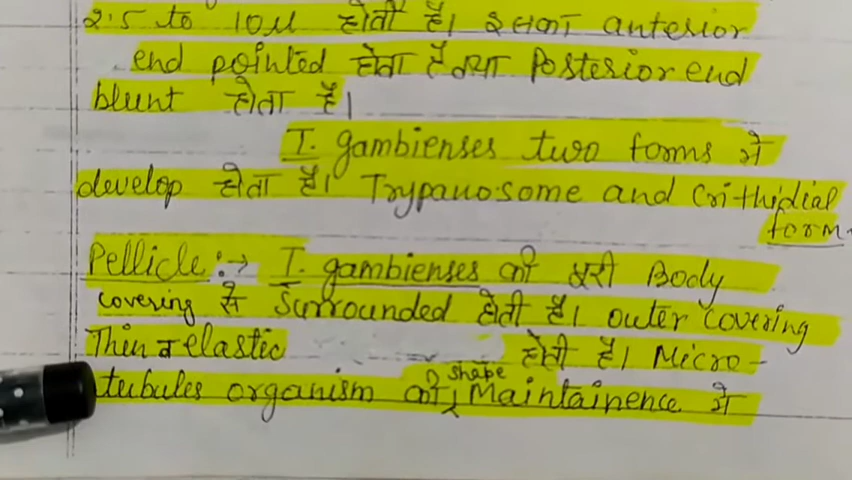 2.5 to 10µ होती है। इसका anterior
end pointed होता है तथा Posterior end
blunt होता है।
T. gambienses two forms में
develop होता है। Trypanosome and Crithidial
form.
Pellicle :→ T. gambienses की पूरी Body
covering से Surrounded होती है। outer covering
Thin व elastic होती है। Micro-
tubules organism की shape Maintainence में